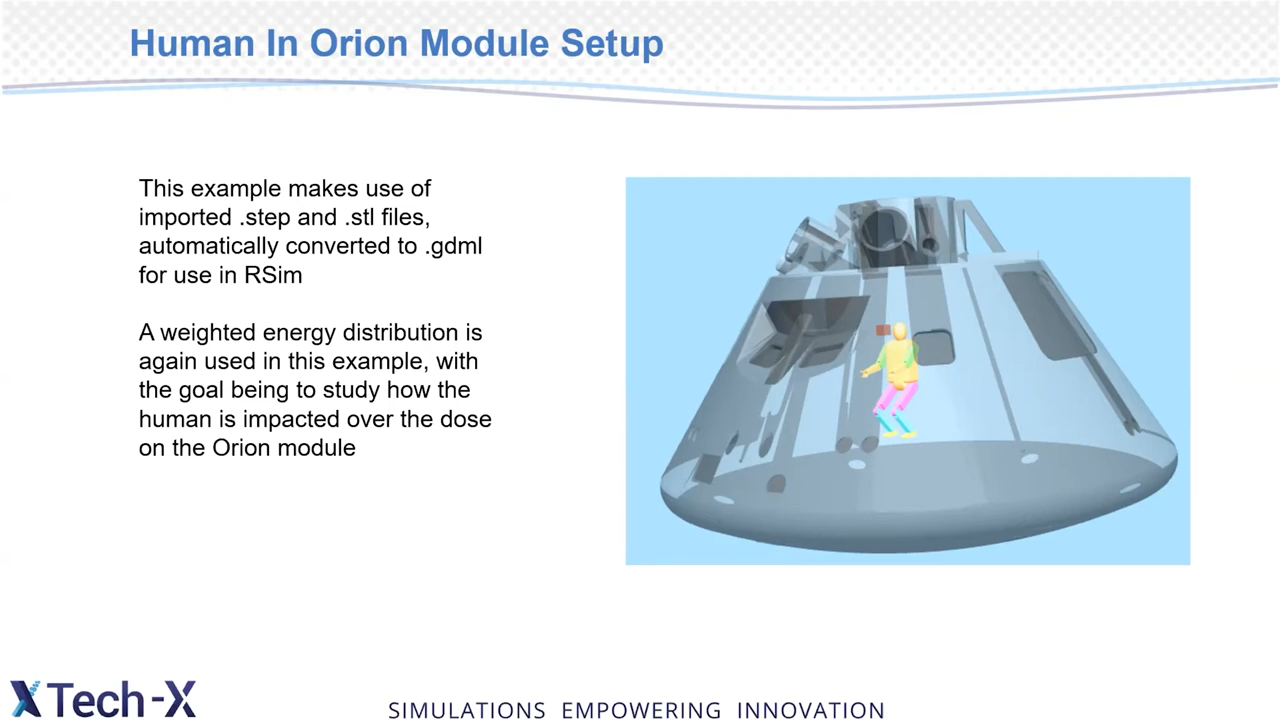 Human In Orion Module Setup
This example makes use of
imported .step and .stl files,
automatically converted to .gdml
for use in RSim
A weighted energy distribution is
again used in this example, with
the goal being to study how the
human is impacted over the dose
on the Orion module
Tech-X
SIMULATIONS EMPOWERING INNOVATION